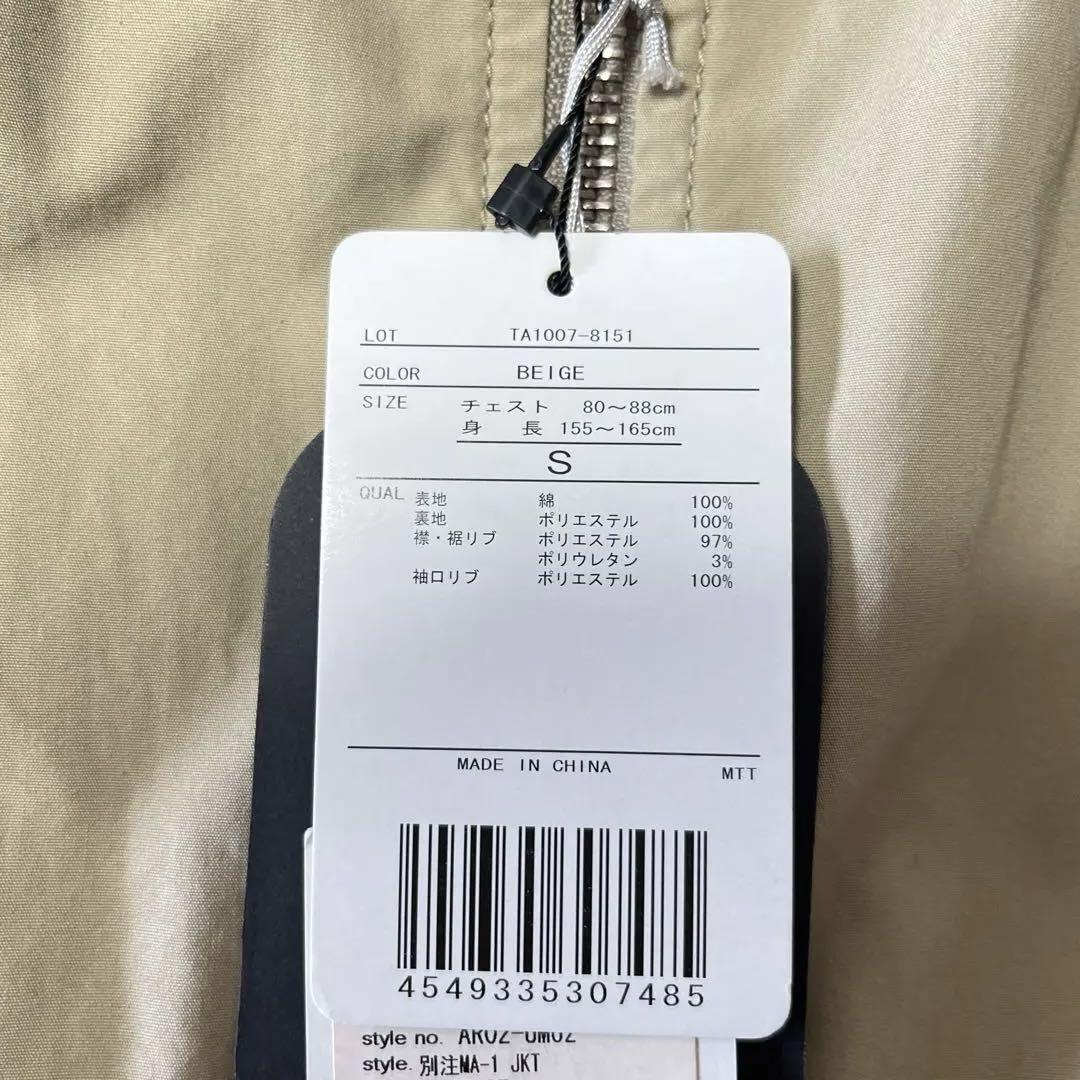 LOT TA1007-8151
COLOR BEIGE
SIZE チェスト 80～88cm
身 長 155～165cm
S
QUAL 表地 綿 100%
裏地 ポリエステル 100%
襟・裾リブ ポリエステル 97%
ポリウレタン 3%
袖口リブ ポリエステル 100%
MADE IN CHINA
MTT
4549335307485
style no. AR02-UM02
style. 別注MA-1 JKT